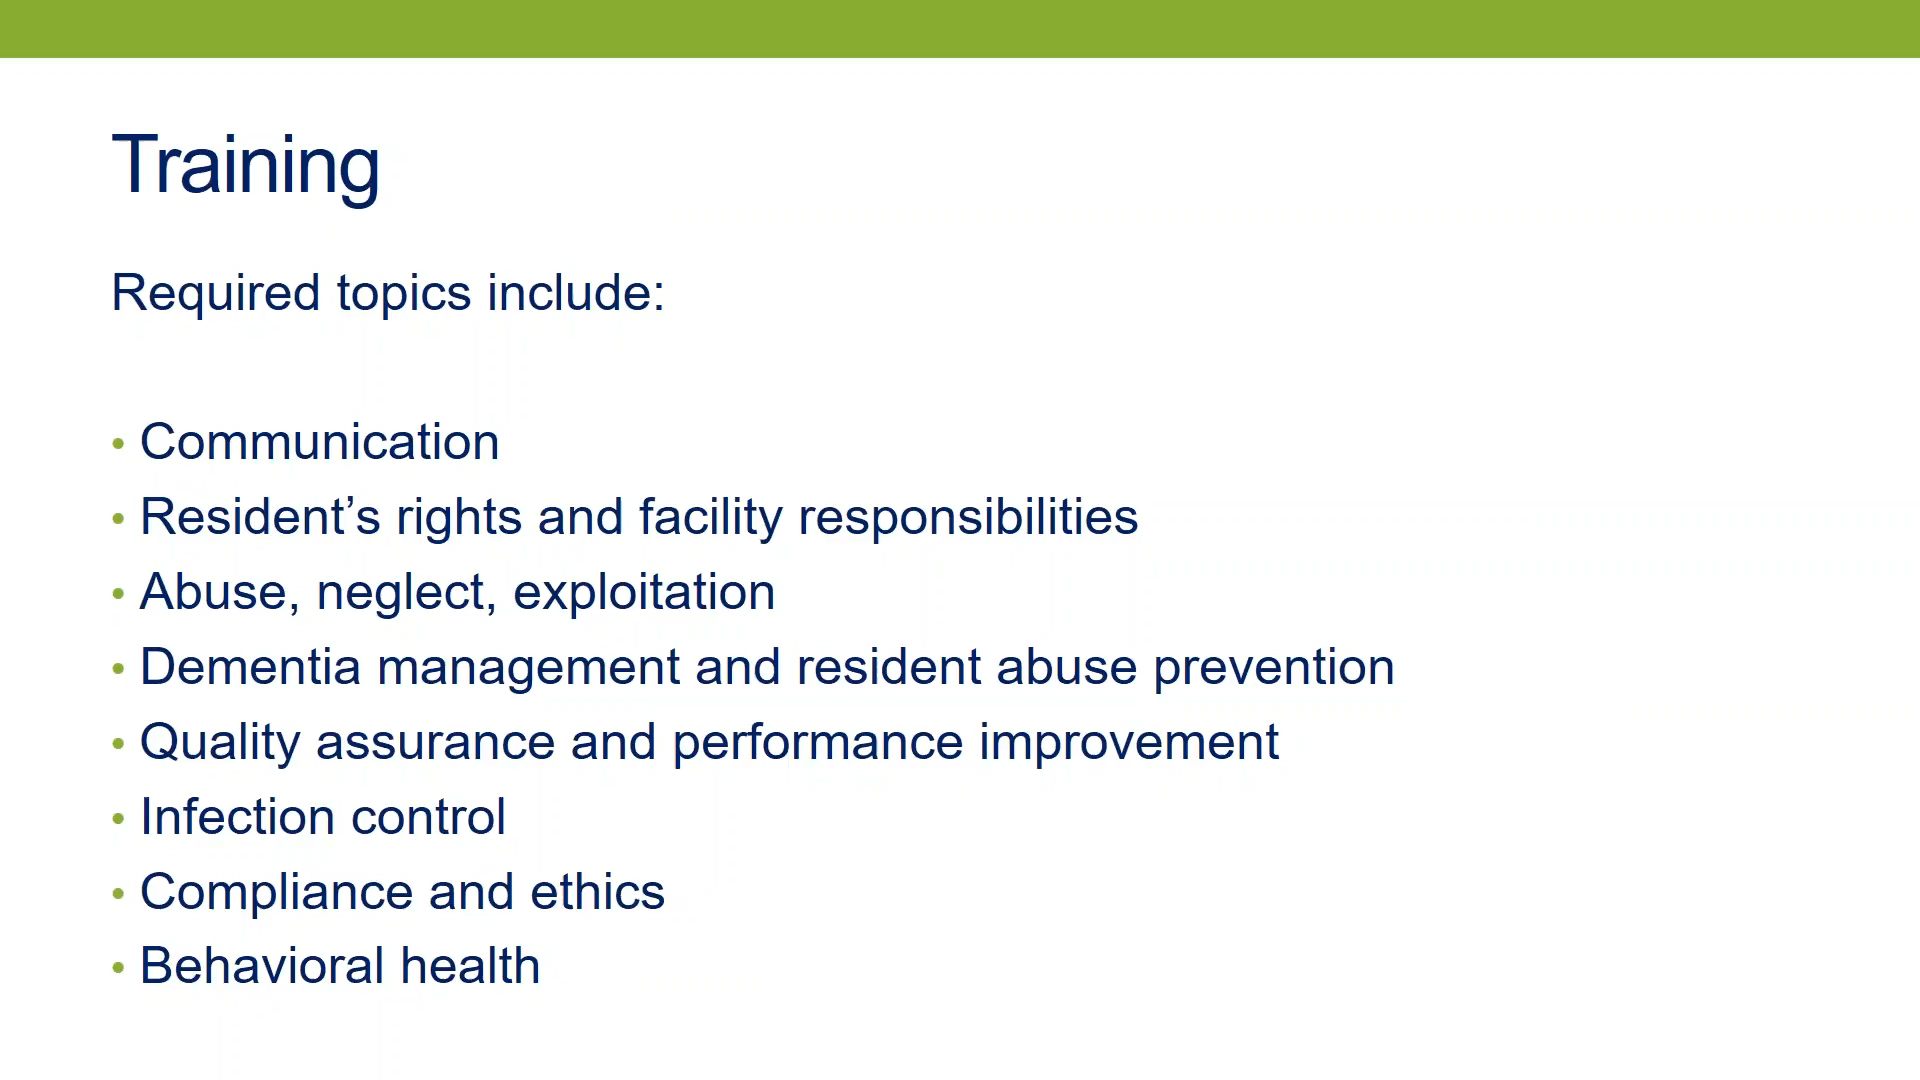 Training
Required topics include:
• Communication
• Resident’s rights and facility responsibilities
• Abuse, neglect, exploitation
• Dementia management and resident abuse prevention
• Quality assurance and performance improvement
• Infection control
• Compliance and ethics
• Behavioral health